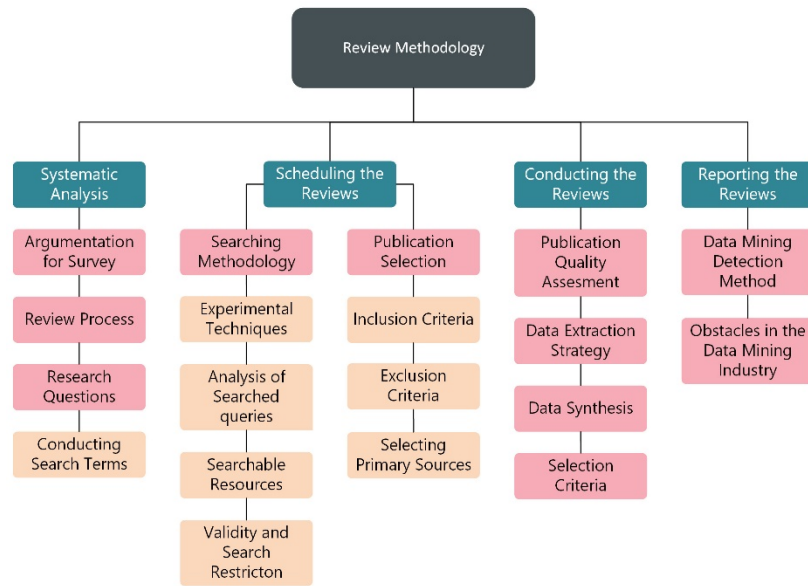 Review Methodology
Systematic
Analysis
Argumentation
for Survey
Review Process
Research
Questions
Conducting
Search Terms
Scheduling the
Reviews
Searching
Methodology
Experimental
Techniques
Analysis of
Searched
queries
Searchable
Resources
Validity and
Search
Restricton
Publication
Selection
Inclusion Criteria
Exclusion
Criteria
Selecting
Primary Sources
Conducting the
Reviews
Publication
Quality
Assesment
Data Extraction
Strategy
Data Synthesis
Selection
Criteria
Reporting the
Reviews
Data Mining
Detection
Method
Obstacles in the
Data Mining
Industry